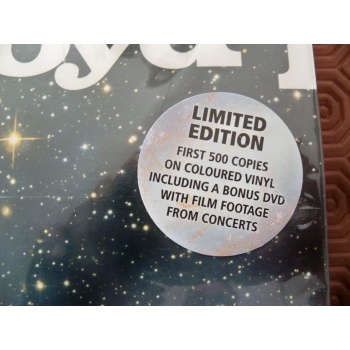 LIMITED
EDITION
FIRST 500 COPIES
ON COLOURED VINYL
INCLUDING A BONUS DVD
WITH FILM FOOTAGE
FROM CONCERTS